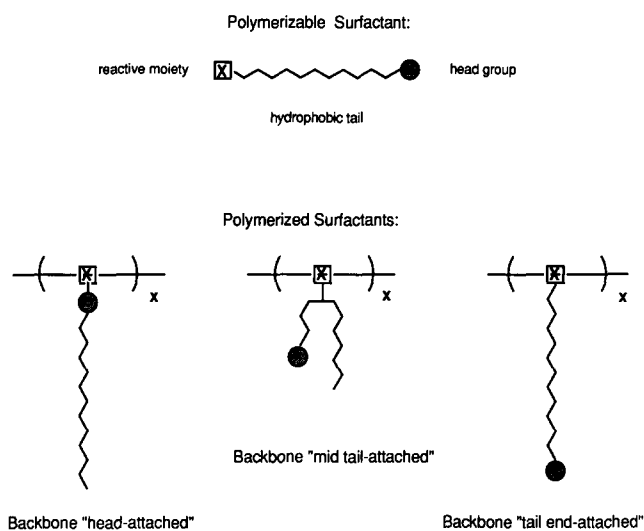 Polymerizable Surfactant:
reactive moiety
X
head group
hydrophobic tail
Polymerized Surfactants:
X
x
X
x
X
x
Backbone "mid tail-attached"
Backbone "head-attached"
Backbone "tail end-attached"